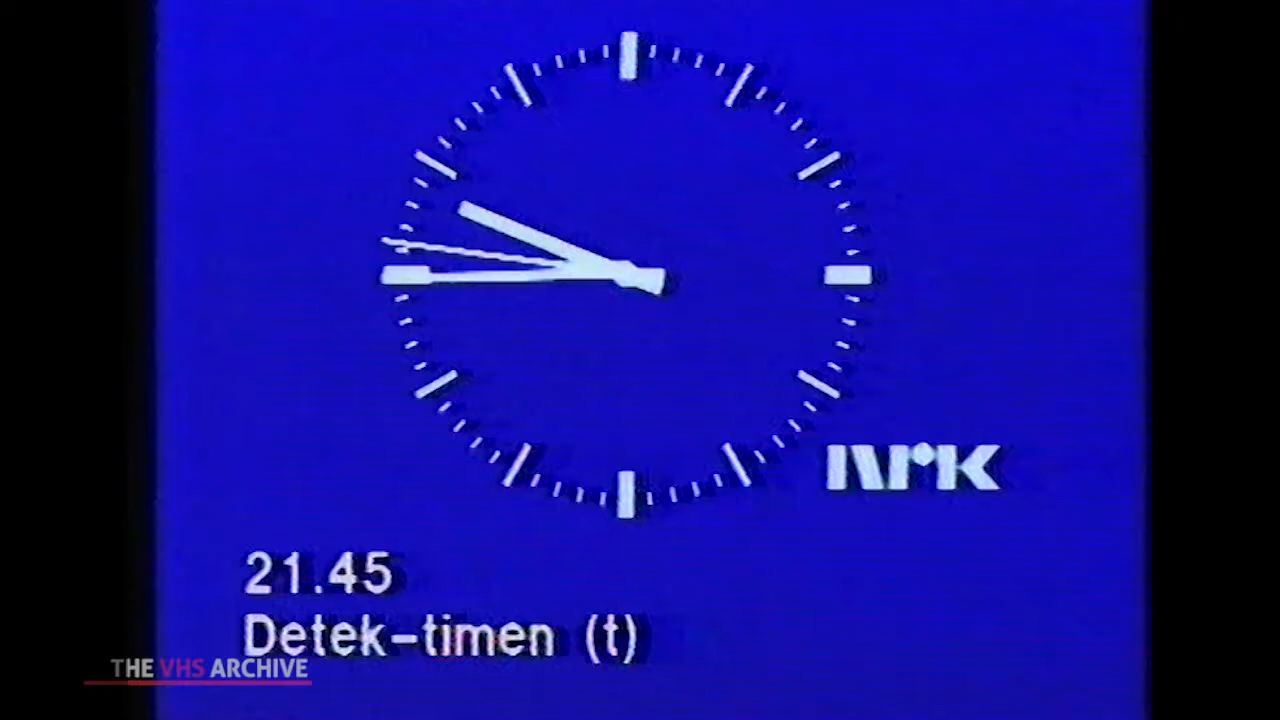 NRK
21.45
Detek-timen (t)
THE VHS ARCHIVE